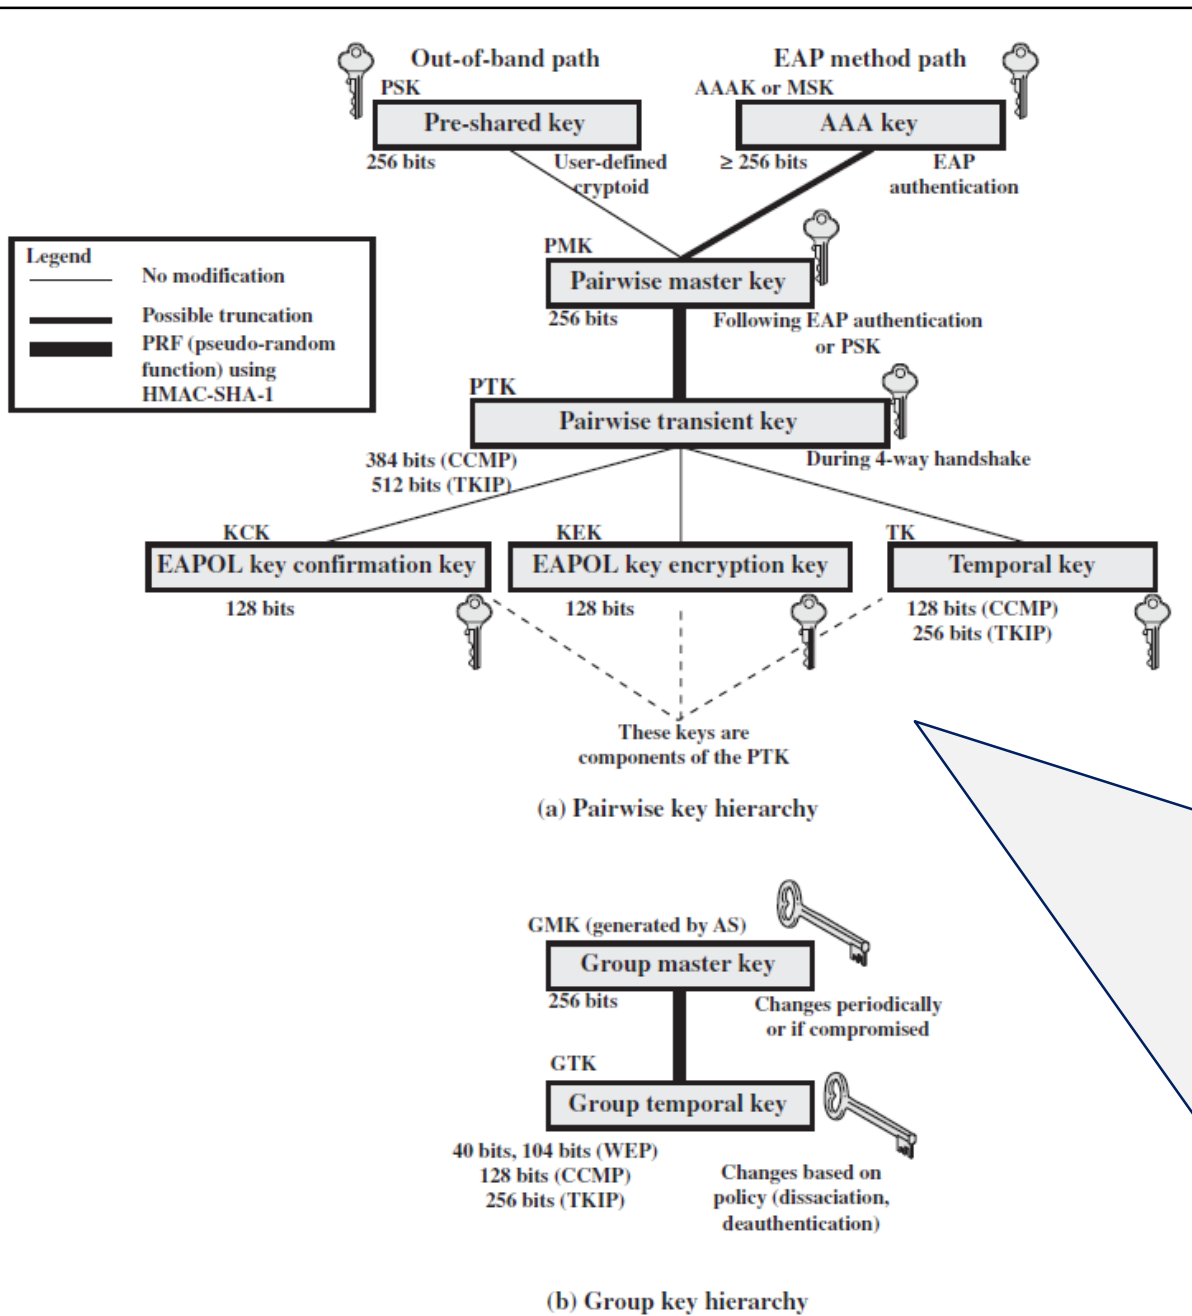 Out-of-band path
EAP method path
PSK
AAAK or MSK
Pre-shared key
AAA key
256 bits
User-defined
cryptoid
≥ 256 bits
EAP
authentication
Legend
No modification
Possible truncation
PRF (pseudo-random
function) using
HMAC-SHA-1
PMK
Pairwise master key
256 bits
Following EAP authentication
or PSK
PTK
Pairwise transient key
384 bits (CCMP)
512 bits (TKIP)
During 4-way handshake
KCK
KEK
TK
EAPOL key confirmation key
EAPOL key encryption key
Temporal key
128 bits
128 bits
128 bits (CCMP)
256 bits (TKIP)
These keys are
components of the PTK
(a) Pairwise key hierarchy
GMK (generated by AS)
Group master key
256 bits
Changes periodically
or if compromised
GTK
Group temporal key
40 bits, 104 bits (WEP)
128 bits (CCMP)
256 bits (TKIP)
Changes based on
policy (dissaciation,
deauthentication)
(b) Group key hierarchy